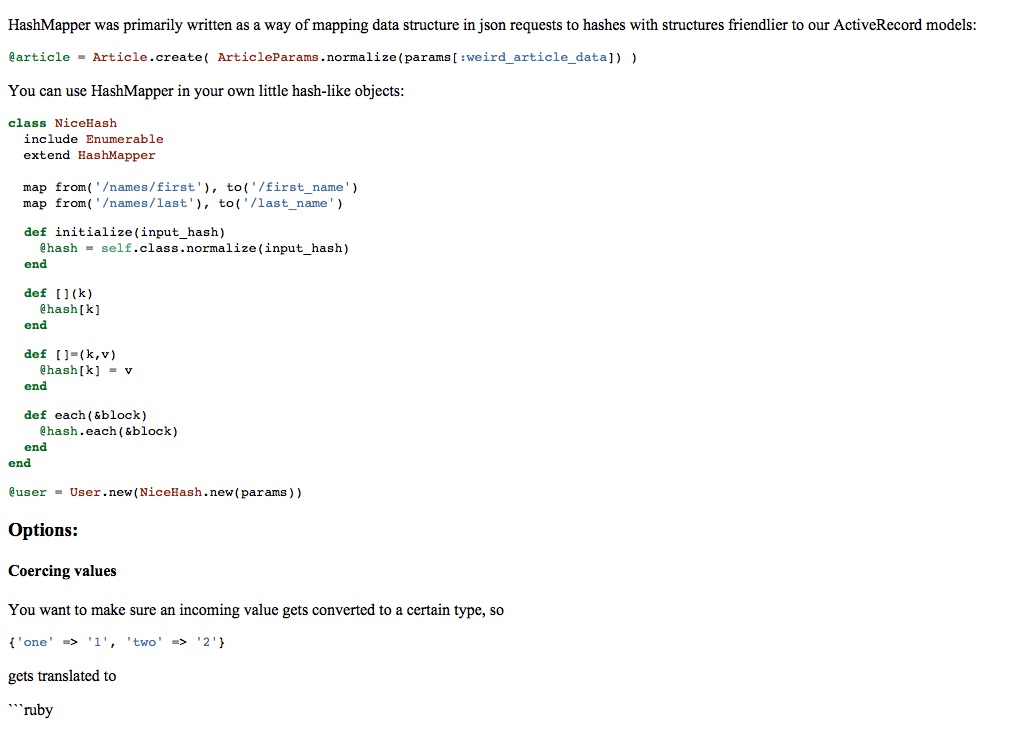 HashMapper was primarily written as a way of mapping data structure in json requests to hashes with structures friendlier to our ActiveRecord models:
@article = Article.create( ArticleParams.normalize(params[:weird_article_data]) )
You can use HashMapper in your own little hash-like objects:
class NiceHash
  include Enumerable
  extend HashMapper
  map from('/names/first'), to('/first_name')
  map from('/names/last'), to('/last_name')
  def initialize(input_hash)
    @hash = self.class.normalize(input_hash)
  end
  def [](k)
    @hash[k]
  end
  def []=(k,v)
    @hash[k] = v
  end
  def each(&block)
    @hash.each(&block)
  end
end
@user = User.new(NiceHash.new(params))
Options:
Coercing values
You want to make sure an incoming value gets converted to a certain type, so
{'one' => '1', 'two' => '2'}
gets translated to
```ruby